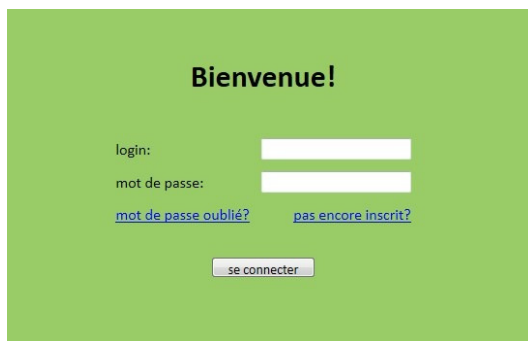 Bienvenue!
login:
mot de passe:
mot de passe oublié? pas encore inscrit?
se connecter